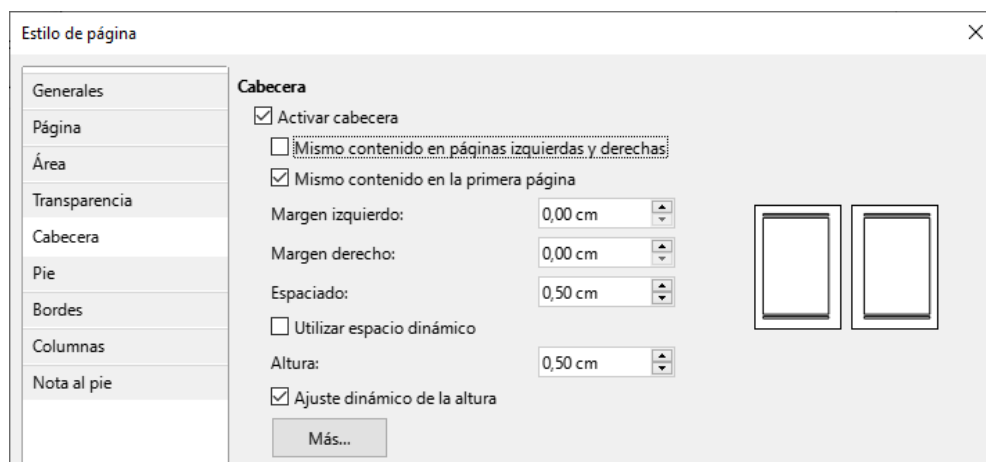 Estilo de página
Generales
Página
Área
Transparencia
Cabecera
Pie
Bordes
Columnas
Nota al pie
Cabecera
Activar cabecera
Mismo contenido en páginas izquierdas y derechas
Mismo contenido en la primera página
Margen izquierdo: 0,00 cm
Margen derecho: 0,00 cm
Espaciado: 0,50 cm
Utilizar espacio dinámico
Altura: 0,50 cm
Ajuste dinámico de la altura
Más...